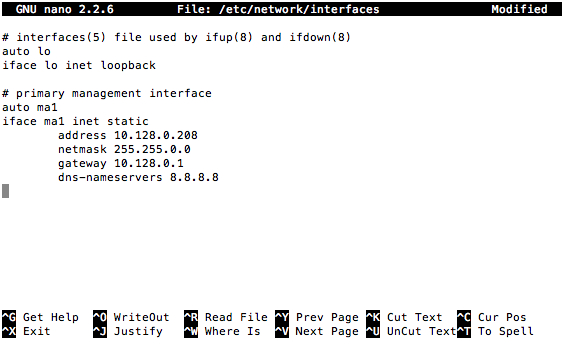 GNU nano 2.2.6 File: /etc/network/interfaces Modified
# interfaces(5) file used by ifup(8) and ifdown(8)
auto lo
iface lo inet loopback
# primary management interface
auto ma1
iface ma1 inet static
address 10.128.0.208
netmask 255.255.0.0
gateway 10.128.0.1
dns-nameservers 8.8.8.8
^G Get Help ^O WriteOut ^R Read File ^Y Prev Page ^K Cut Text ^C Cur Pos
^X Exit ^J Justify ^W Where Is ^V Next Page ^U UnCut Text ^T To Spell